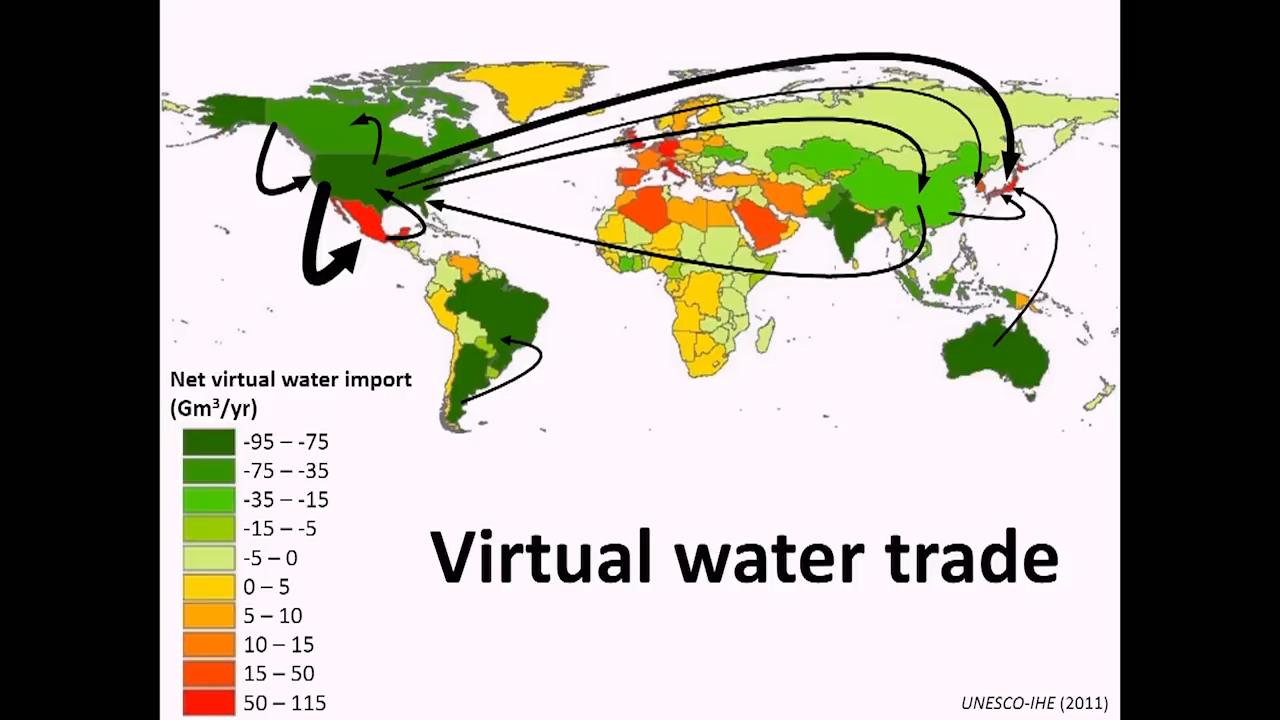 Net virtual water import
(Gm³/yr)
-95 – -75
-75 – -35
-35 – -15
-15 – -5
-5 – 0
0 – 5
5 – 10
10 – 15
15 – 50
50 – 115
Virtual water trade
UNESCO-IHE (2011)